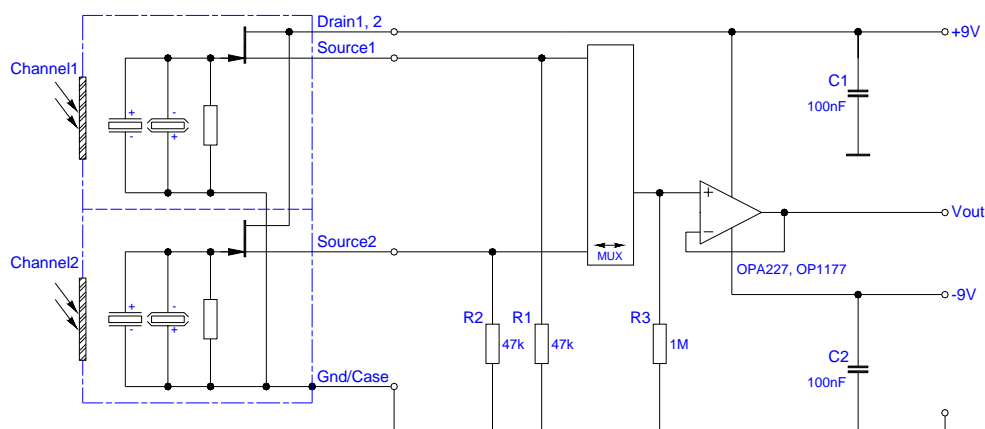 Drain1, 2
+9V
Source1
Channel1
C1
100nF
+
-
-
+
+
Vout
-
Source2
MUX
OPA227, OP1177
Channel2
-9V
+
-
-
+
R2
47k
R1
47k
R3
1M
C2
100nF
Gnd/Case